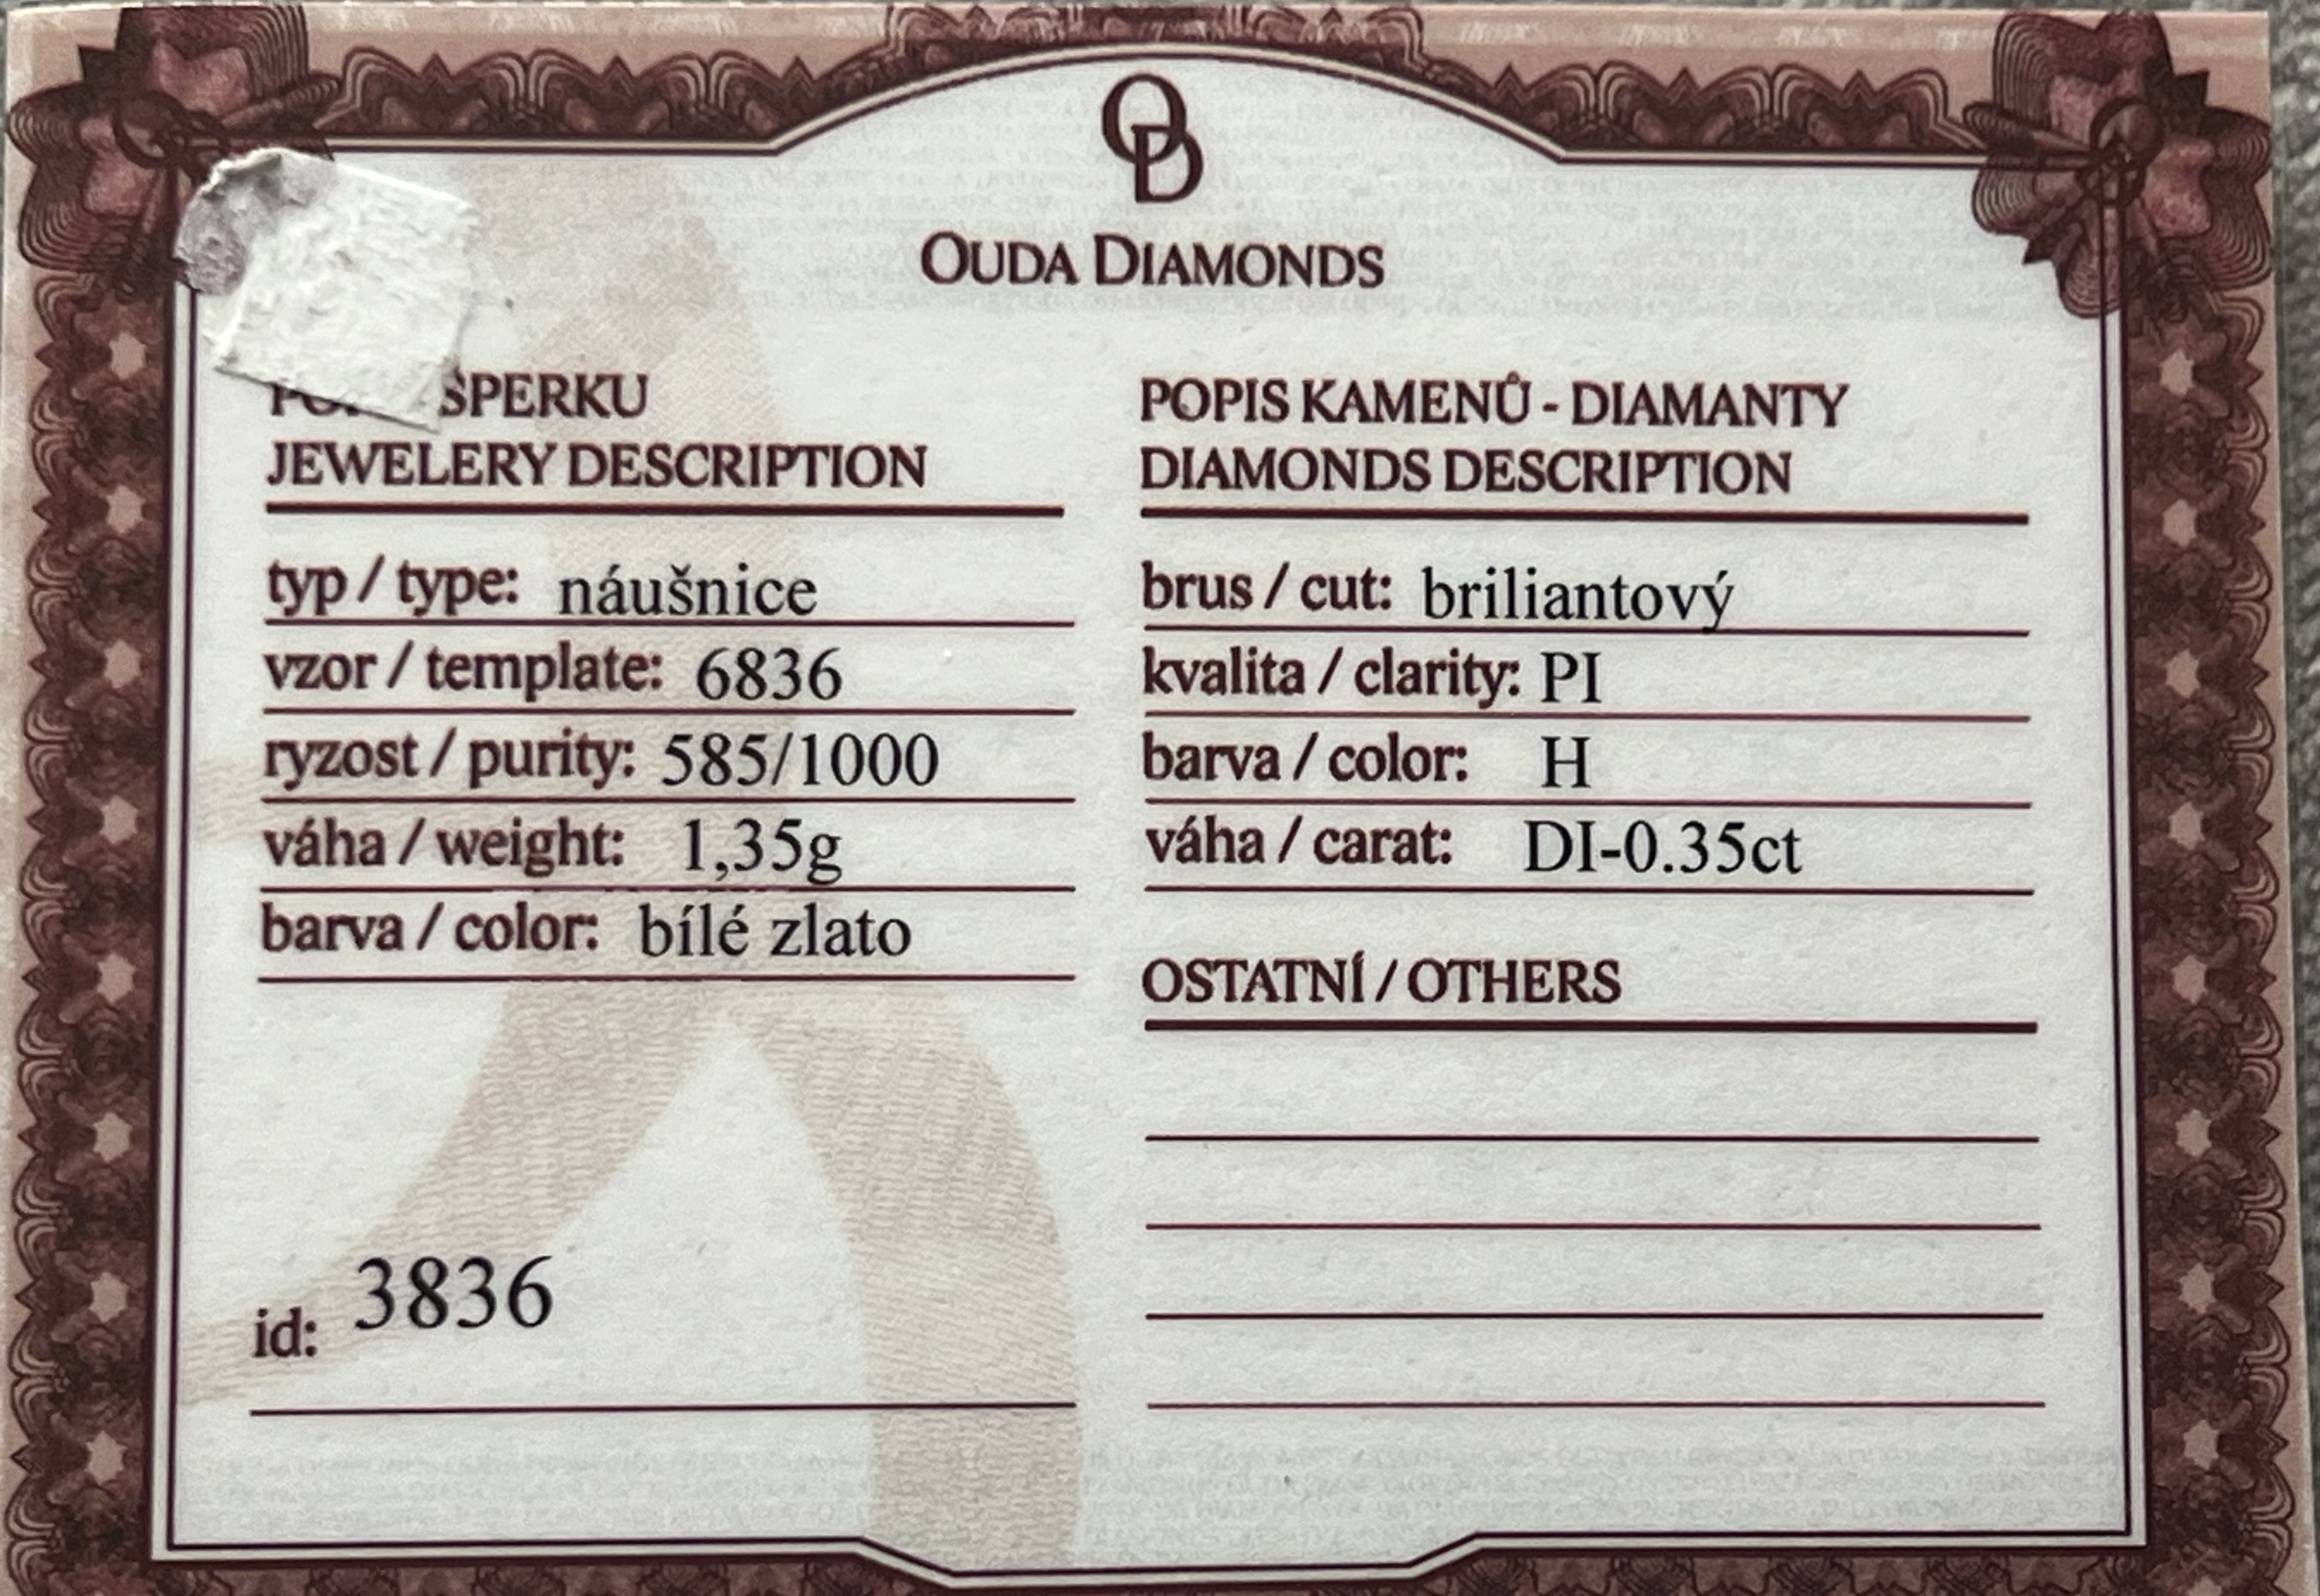 OD
OUDA DIAMONDS
ŠPERKU
JEWELERY DESCRIPTION
typ / type: náušnice
vzor / template: 6836
ryzost / purity: 585/1000
váha / weight: 1,35g
barva / color: bílé zlato
id: 3836
POPIS KAMENŮ - DIAMANTY
DIAMONDS DESCRIPTION
brus / cut: briliantový
kvalita / clarity: PI
barva / color: H
váha / carat: DI-0.35ct
OSTATNÍ / OTHERS